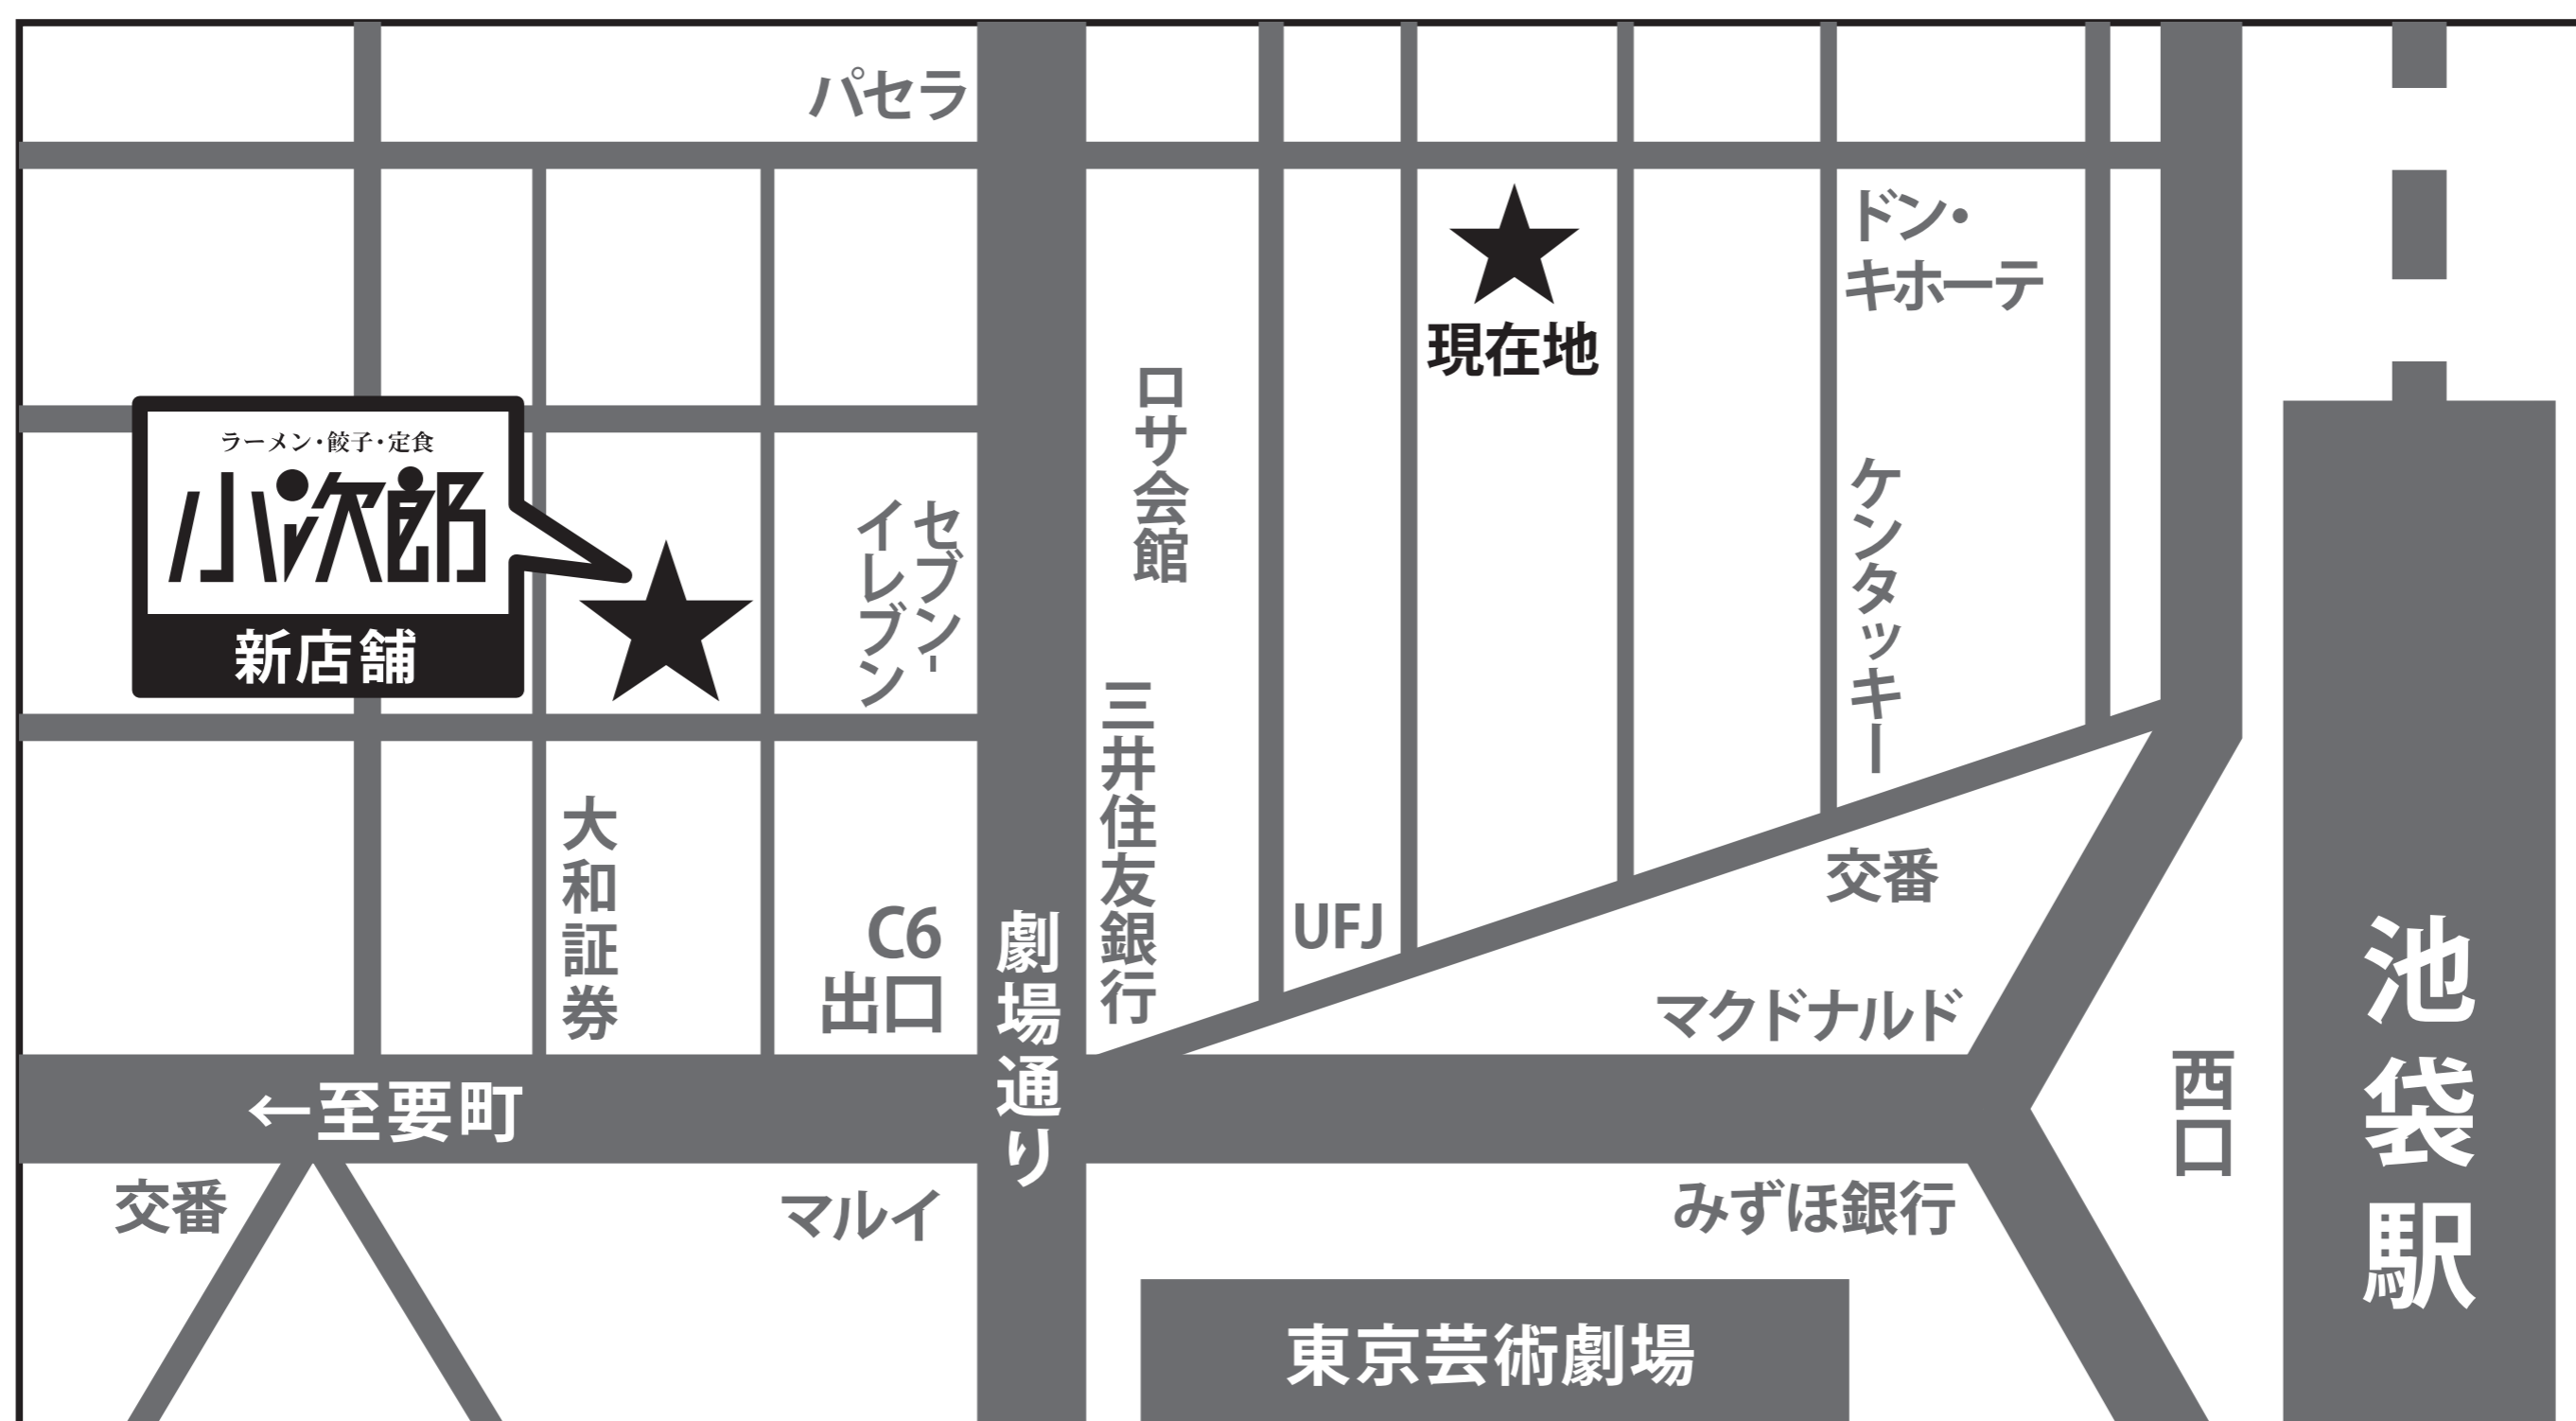 パセラ
ドン・
キホーテ
現在地
ロサ会館
ケンタッキー
ラーメン・餃子・定食
小次郎
新店舗
セブン-
イレブン
三井住友銀行
大和証券
交番
UFJ
C6
出口
劇場通り
マクドナルド
池袋駅
西口
←至要町
交番
マルイ
みずほ銀行
東京芸術劇場